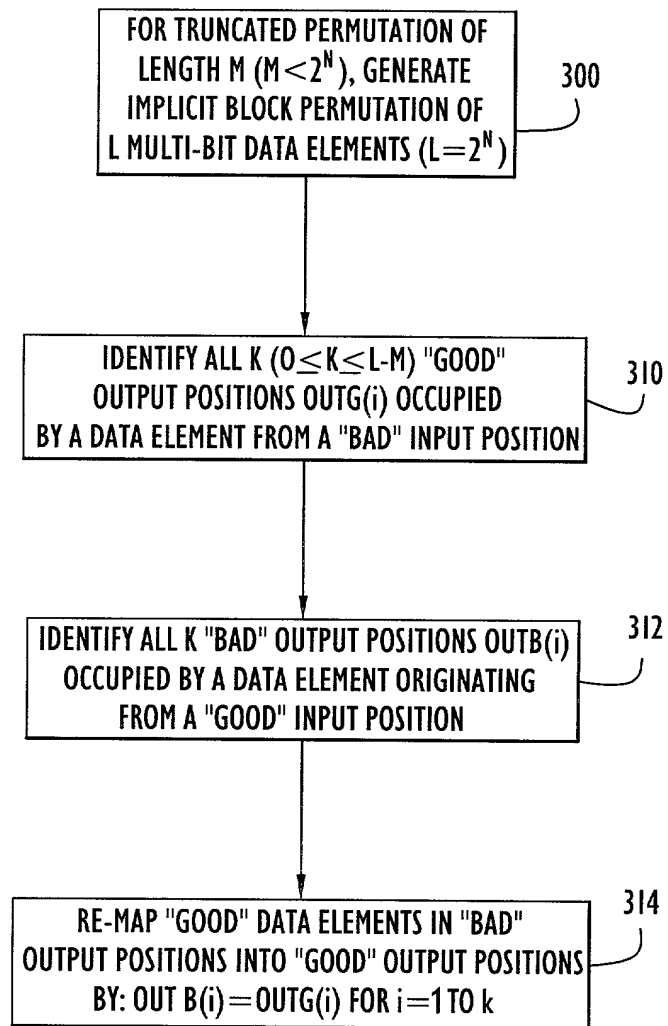 FOR TRUNCATED PERMUTATION OF
LENGTH M (M<2^N), GENERATE
IMPLICIT BLOCK PERMUTATION OF
L MULTI-BIT DATA ELEMENTS (L=2^N)
300
IDENTIFY ALL K (O≤K≤L-M) "GOOD"
OUTPUT POSITIONS OUTG(i) OCCUPIED
BY A DATA ELEMENT FROM A "BAD" INPUT POSITION
310
IDENTIFY ALL K "BAD" OUTPUT POSITIONS OUTB(i)
OCCUPIED BY A DATA ELEMENT ORIGINATING
FROM A "GOOD" INPUT POSITION
312
RE-MAP "GOOD" DATA ELEMENTS IN "BAD"
OUTPUT POSITIONS INTO "GOOD" OUTPUT POSITIONS
BY: OUT B(i)=OUTG(i) FOR i=1 TO k
314